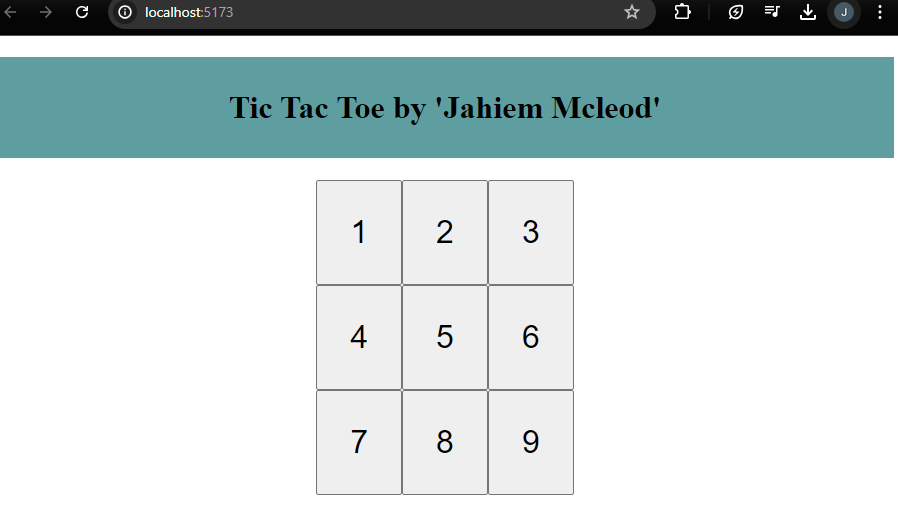 localhost:5173
J
Tic Tac Toe by 'Jahiem Mcleod'
1 2 3
4 5 6
7 8 9